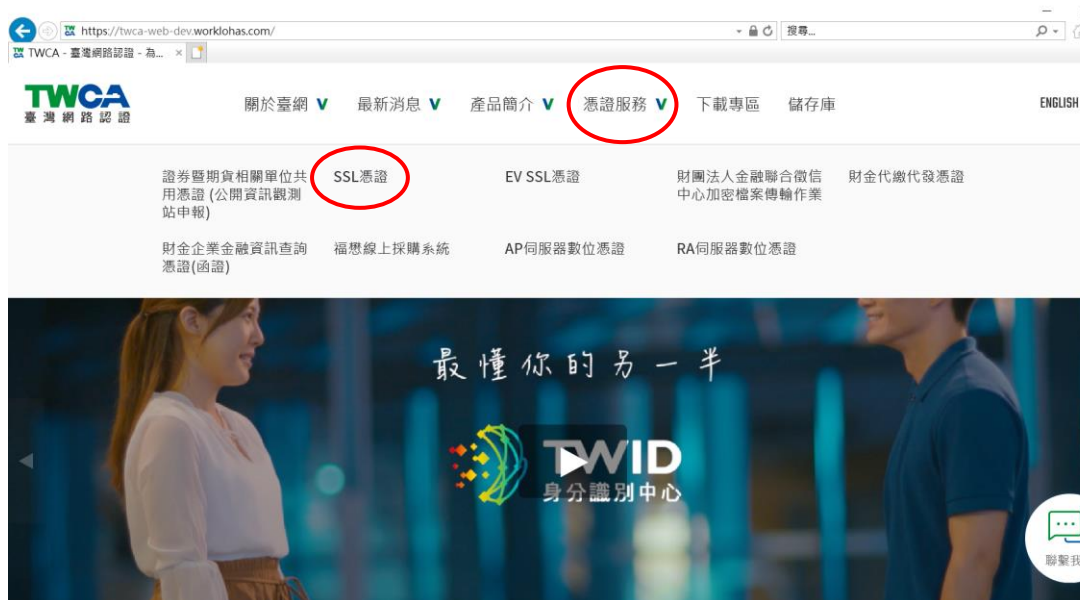 https://twca-web-dev.worklohas.com/
搜尋...
TWCA - 臺灣網路認證 - 為...
TWCA
臺灣網路認證
關於臺網 最新消息 產品簡介 憑證服務 下載專區 儲存庫 ENGLISH
證券暨期貨相關單位共
用憑證 (公開資訊觀測
站申報)
SSL憑證
EV SSL憑證
財團法人金融聯合徵信
中心加密檔案傳輸作業
財金代繳代發憑證
財金企業金融資訊查詢
憑證(函證)
福懋線上採購系統
AP伺服器數位憑證
RA伺服器數位憑證
最懂你的另一半
TWID
身分識別中心
聯繫我